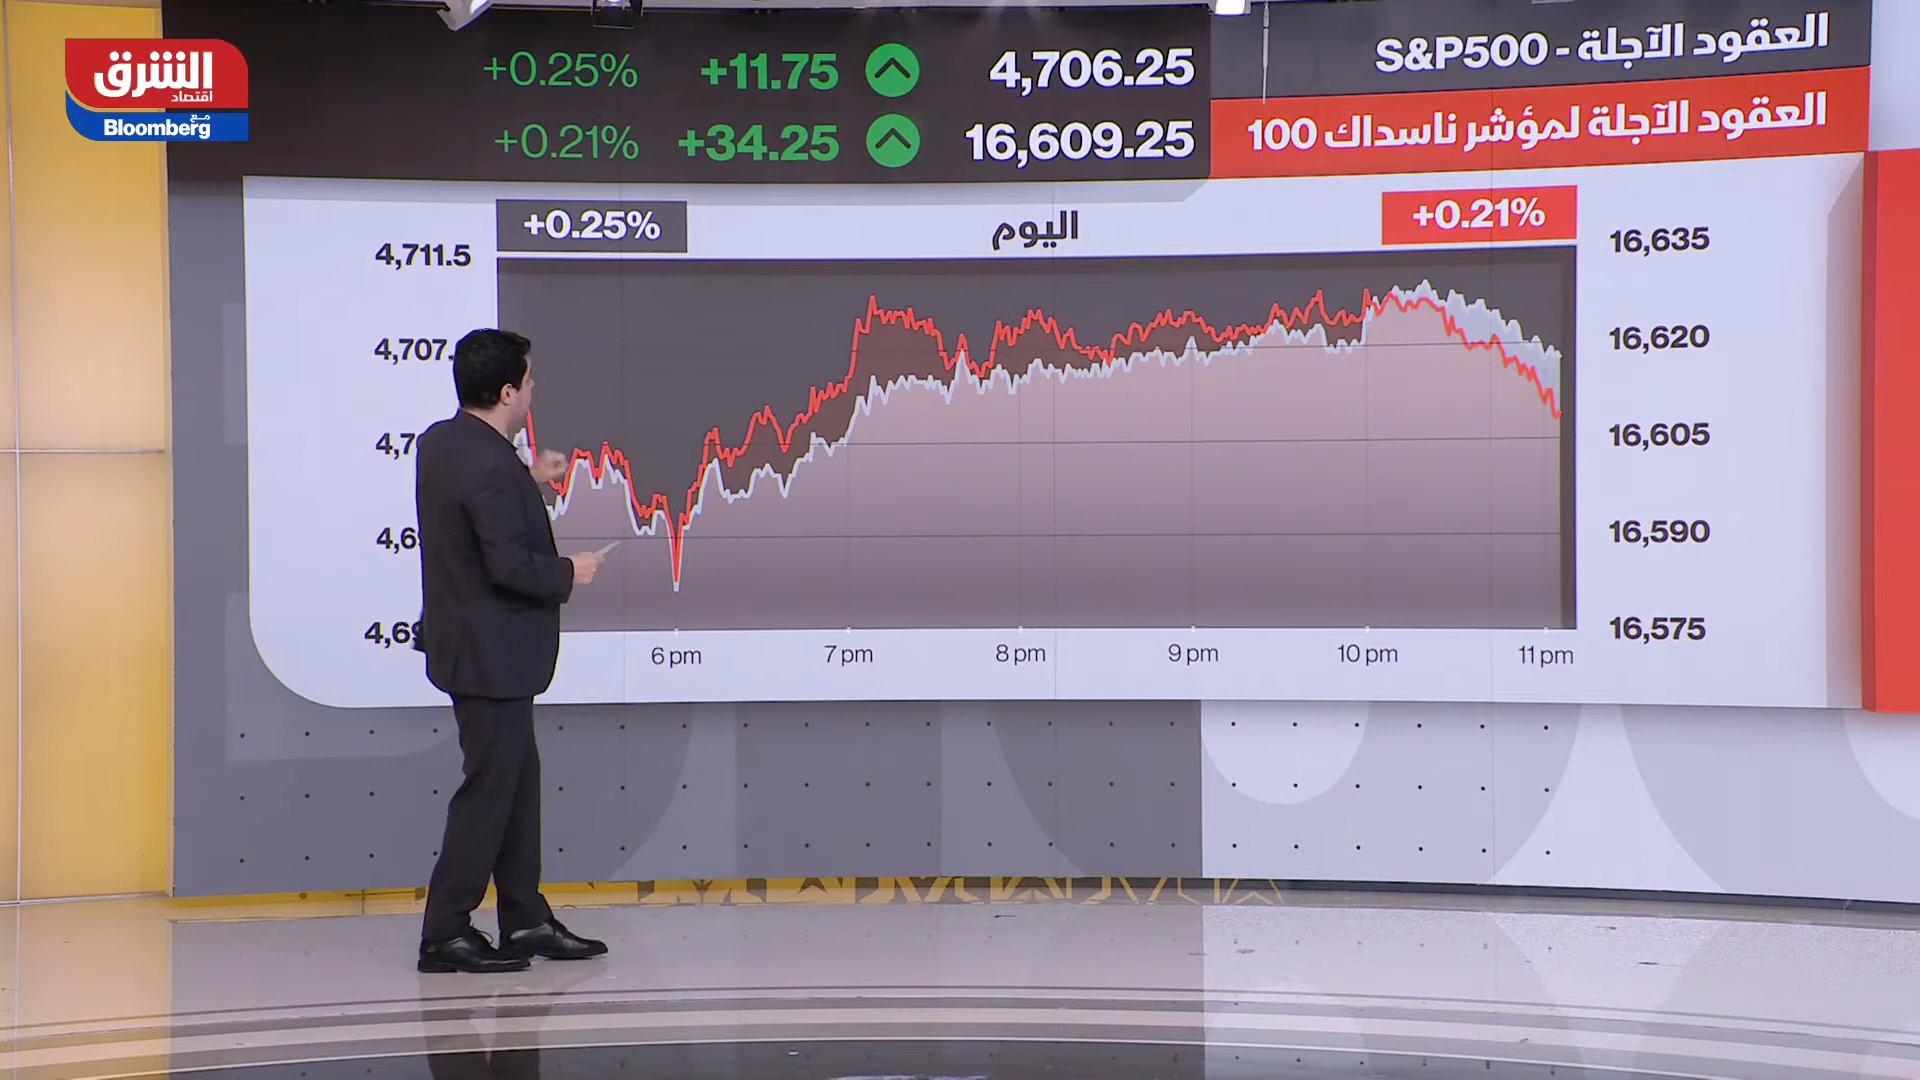 الشرق
اقتصاد
مع
Bloomberg
العقود الآجلة - S&P500
4,706.25 +11.75 +0.25%
العقود الآجلة لمؤشر ناسداك 100
16,609.25 +34.25 +0.21%
+0.25%
اليوم
+0.21%
4,711.5
4,707.
16,635
16,620
16,605
16,590
16,575
6 pm 7 pm 8 pm 9 pm 10 pm 11 pm